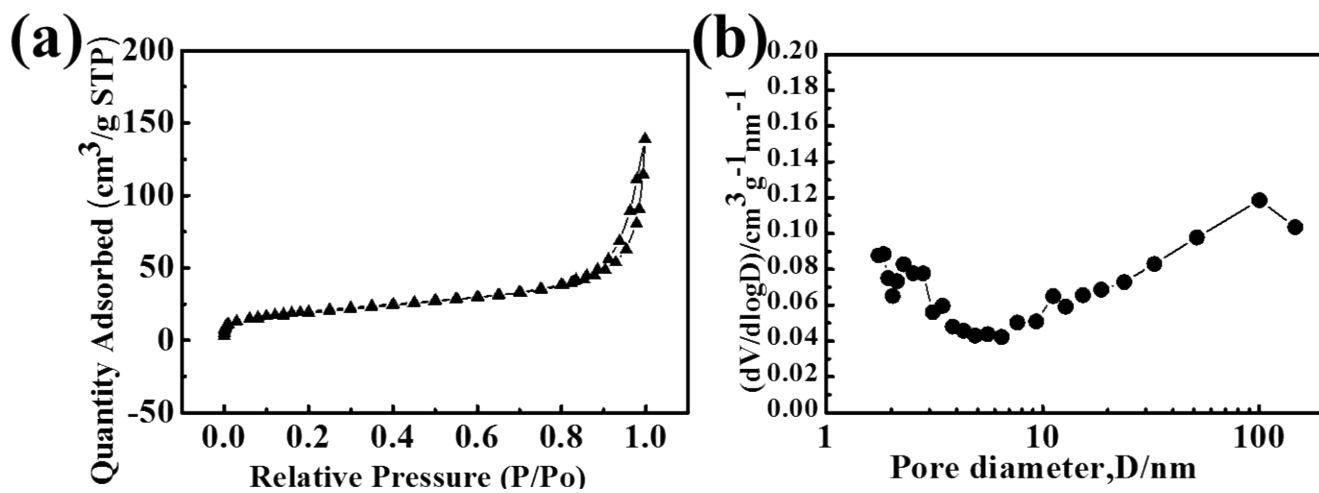 (a)
Quantity Adsorbed (cm³/g STP)
200
150
100
50
0
-50
0.0 0.2 0.4 0.6 0.8 1.0
Relative Pressure (P/Po)
(b)
(dV/dlogD)/cm³g⁻¹nm⁻¹
0.20
0.18
0.16
0.14
0.12
0.10
0.08
0.06
0.04
0.02
0.00
1 10 100
Pore diameter,D/nm